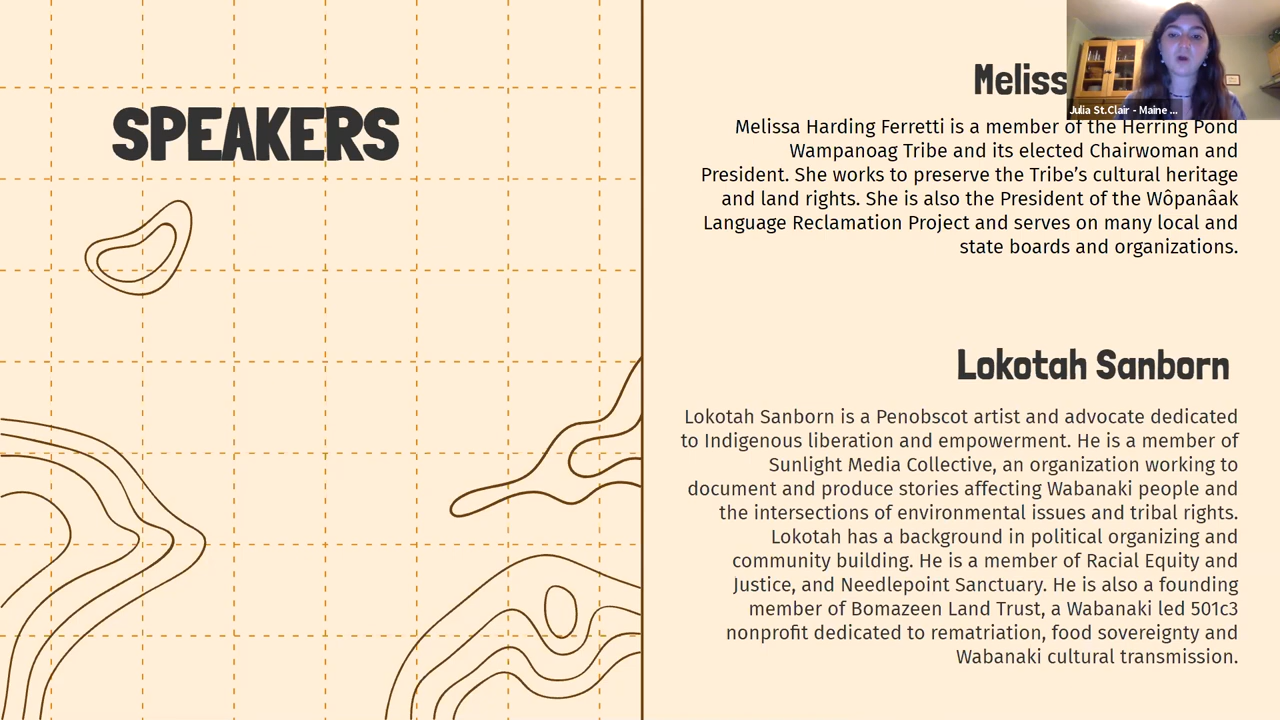 SPEAKERS
Meliss
Julia St.Clair - Maine ...
Melissa Harding Ferretti is a member of the Herring Pond
Wampanoag Tribe and its elected Chairwoman and
President. She works to preserve the Tribe’s cultural heritage
and land rights. She is also the President of the Wôpanâak
Language Reclamation Project and serves on many local and
state boards and organizations.
Lokotah Sanborn
Lokotah Sanborn is a Penobscot artist and advocate dedicated
to Indigenous liberation and empowerment. He is a member of
Sunlight Media Collective, an organization working to
document and produce stories affecting Wabanaki people and
the intersections of environmental issues and tribal rights.
Lokotah has a background in political organizing and
community building. He is a member of Racial Equity and
Justice, and Needlepoint Sanctuary. He is also a founding
member of Bomazeen Land Trust, a Wabanaki led 501c3
nonprofit dedicated to rematriation, food sovereignty and
Wabanaki cultural transmission.